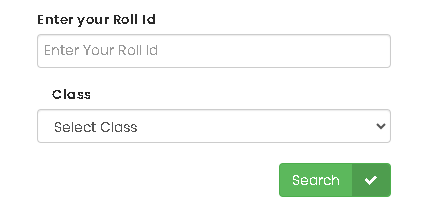 Enter your Roll Id
Enter Your Roll Id
Class
Select Class
Search